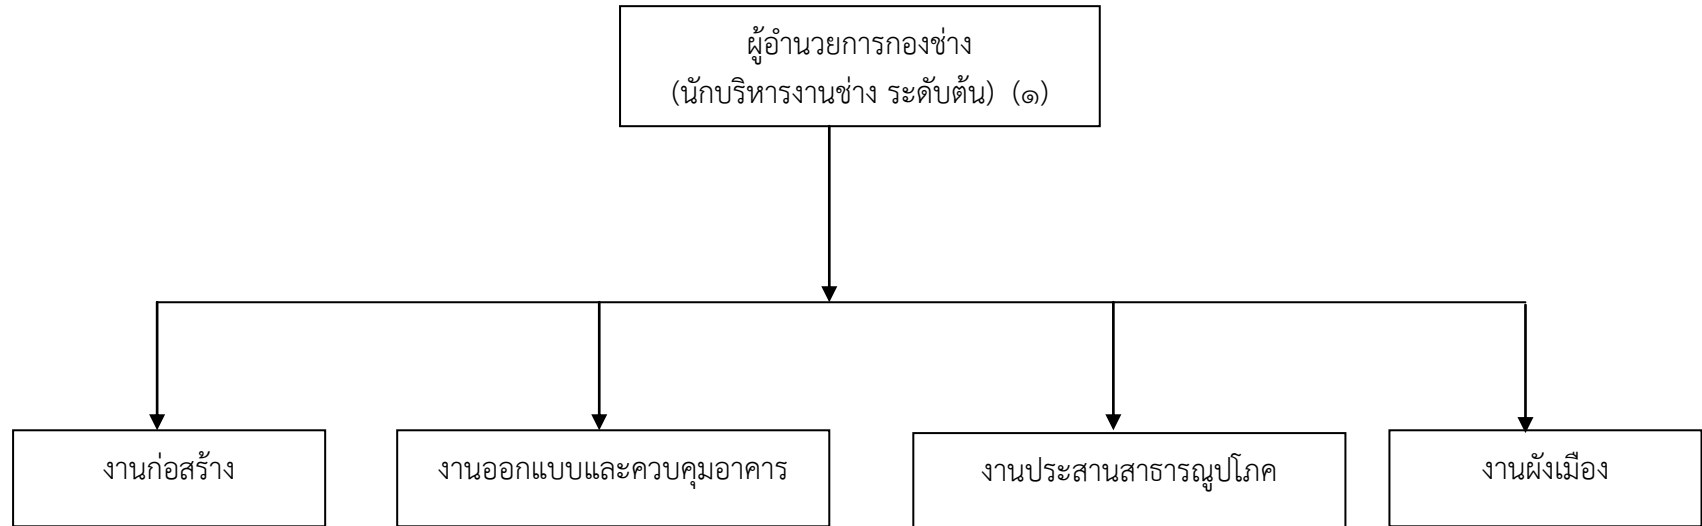 ผู้อำนวยการกองช่าง
(นักบริหารงานช่าง ระดับต้น) (๑)
งานก่อสร้าง
งานออกแบบและควบคุมอาคาร
งานประสานสาธารณูปโภค
งานผังเมือง